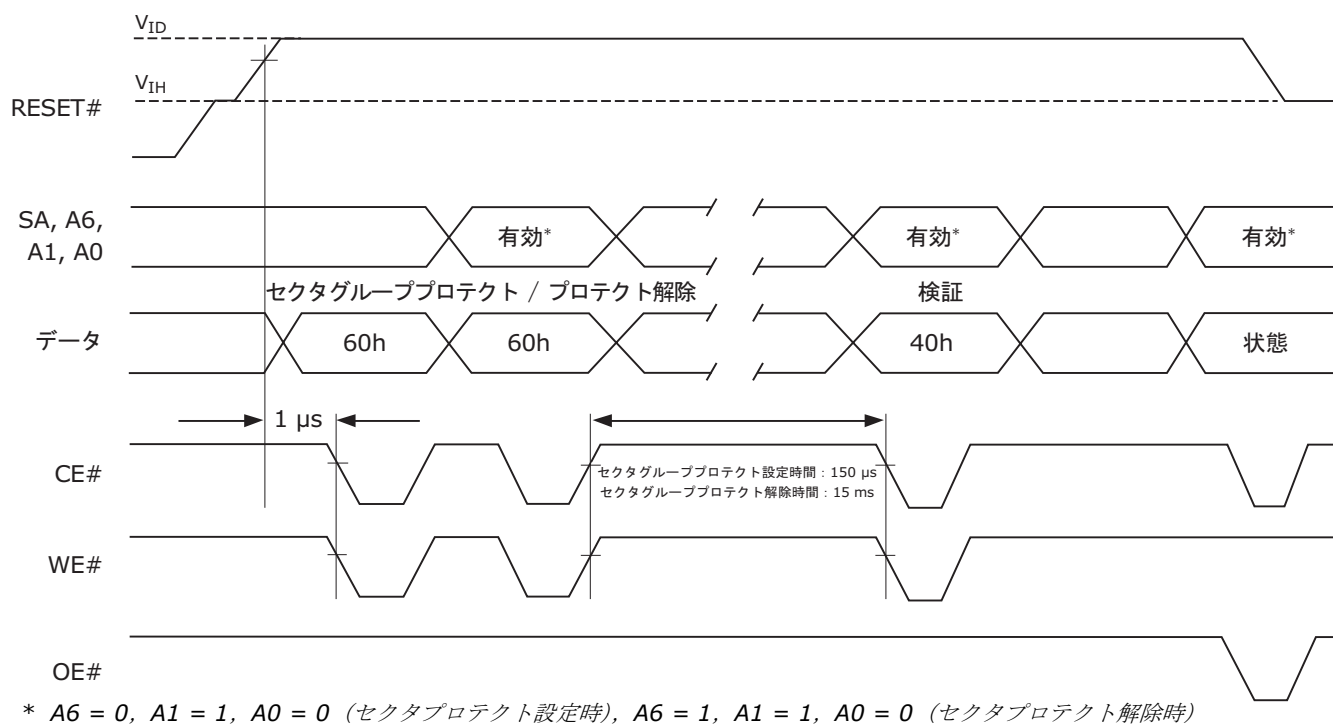 VID
VIH
RESET#
SA, A6,
A1, A0
有効*
有効*
有効*
セクタグループプロテクト / プロテクト解除
検証
データ
60h
60h
40h
状態
1 µs
CE#
セクタグループプロテクト設定時間 : 150 µs
セクタグループプロテクト解除時間 : 15 ms
WE#
OE#
* A6 = 0, A1 = 1, A0 = 0 (セクタプロテクト設定時), A6 = 1, A1 = 1, A0 = 0 (セクタプロテクト解除時)